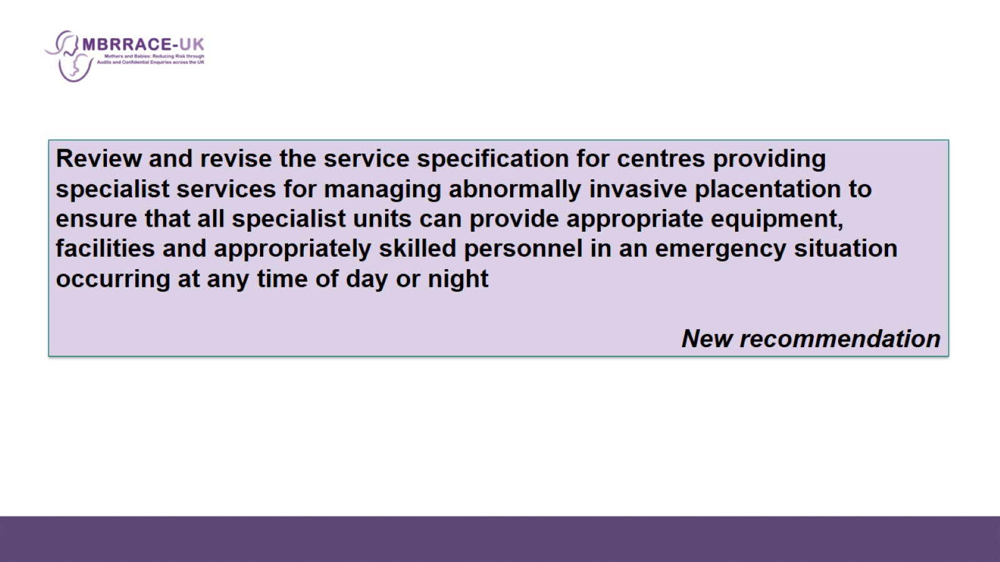 MBRRACE-UK
Mothers and Babies: Reducing Risk through
Audits and Confidential Enquiries across the UK
Review and revise the service specification for centres providing
specialist services for managing abnormally invasive placentation to
ensure that all specialist units can provide appropriate equipment,
facilities and appropriately skilled personnel in an emergency situation
occurring at any time of day or night
New recommendation